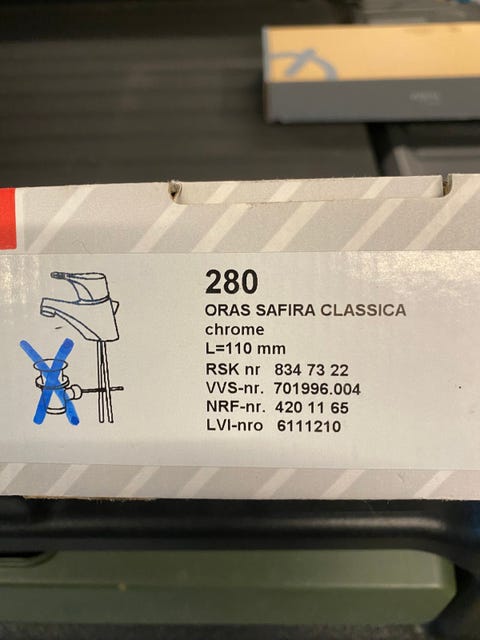 280
ORAS SAFIRA CLASSICA
chrome
L=110 mm
RSK nr 834 73 22
VVS-nr. 701996.004
NRF-nr. 420 11 65
LVI-nro 6111210